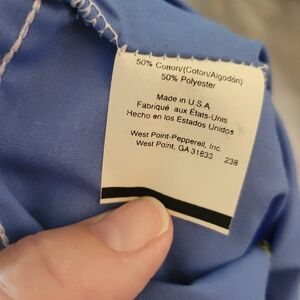 50% Cotton/(Coton/Algodón)
50% Polyester
Made in U.S.A.
Fabriqué aux États-Unis
Hecho en los Estados Unidos
West Point-Pepperell, Inc.
West Point, GA 31833 238